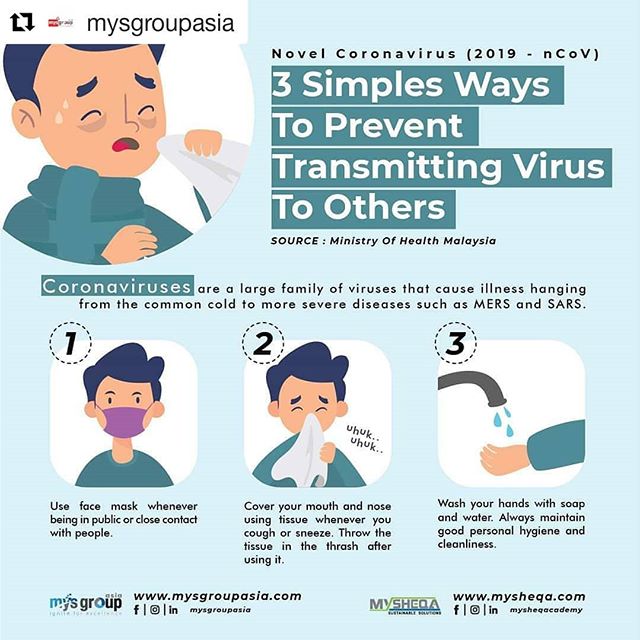 mysgroupasia
Novel Coronavirus (2019 - nCoV)
3 Simples Ways
To Prevent
Transmitting Virus
To Others
SOURCE : Ministry Of Health Malaysia
Coronaviruses are a large family of viruses that cause illness hanging
from the common cold to more severe diseases such as MERS and SARS.
1
Use face mask whenever
being in public or close contact
with people.
2
uhuk..
uhuk..
Cover your mouth and nose
using tissue whenever you
cough or sneeze. Throw the
tissue in the thrash after
using it.
3
Wash your hands with soap
and water. Always maintain
good personal hygiene and
cleanliness.
mys group
asia
ignite for excellence
www.mysgroupasia.com
mysgroupasia
MYSHEQA
SUSTAINABLE SOLUTIONS
www.mysheqa.com
mysheqacademy